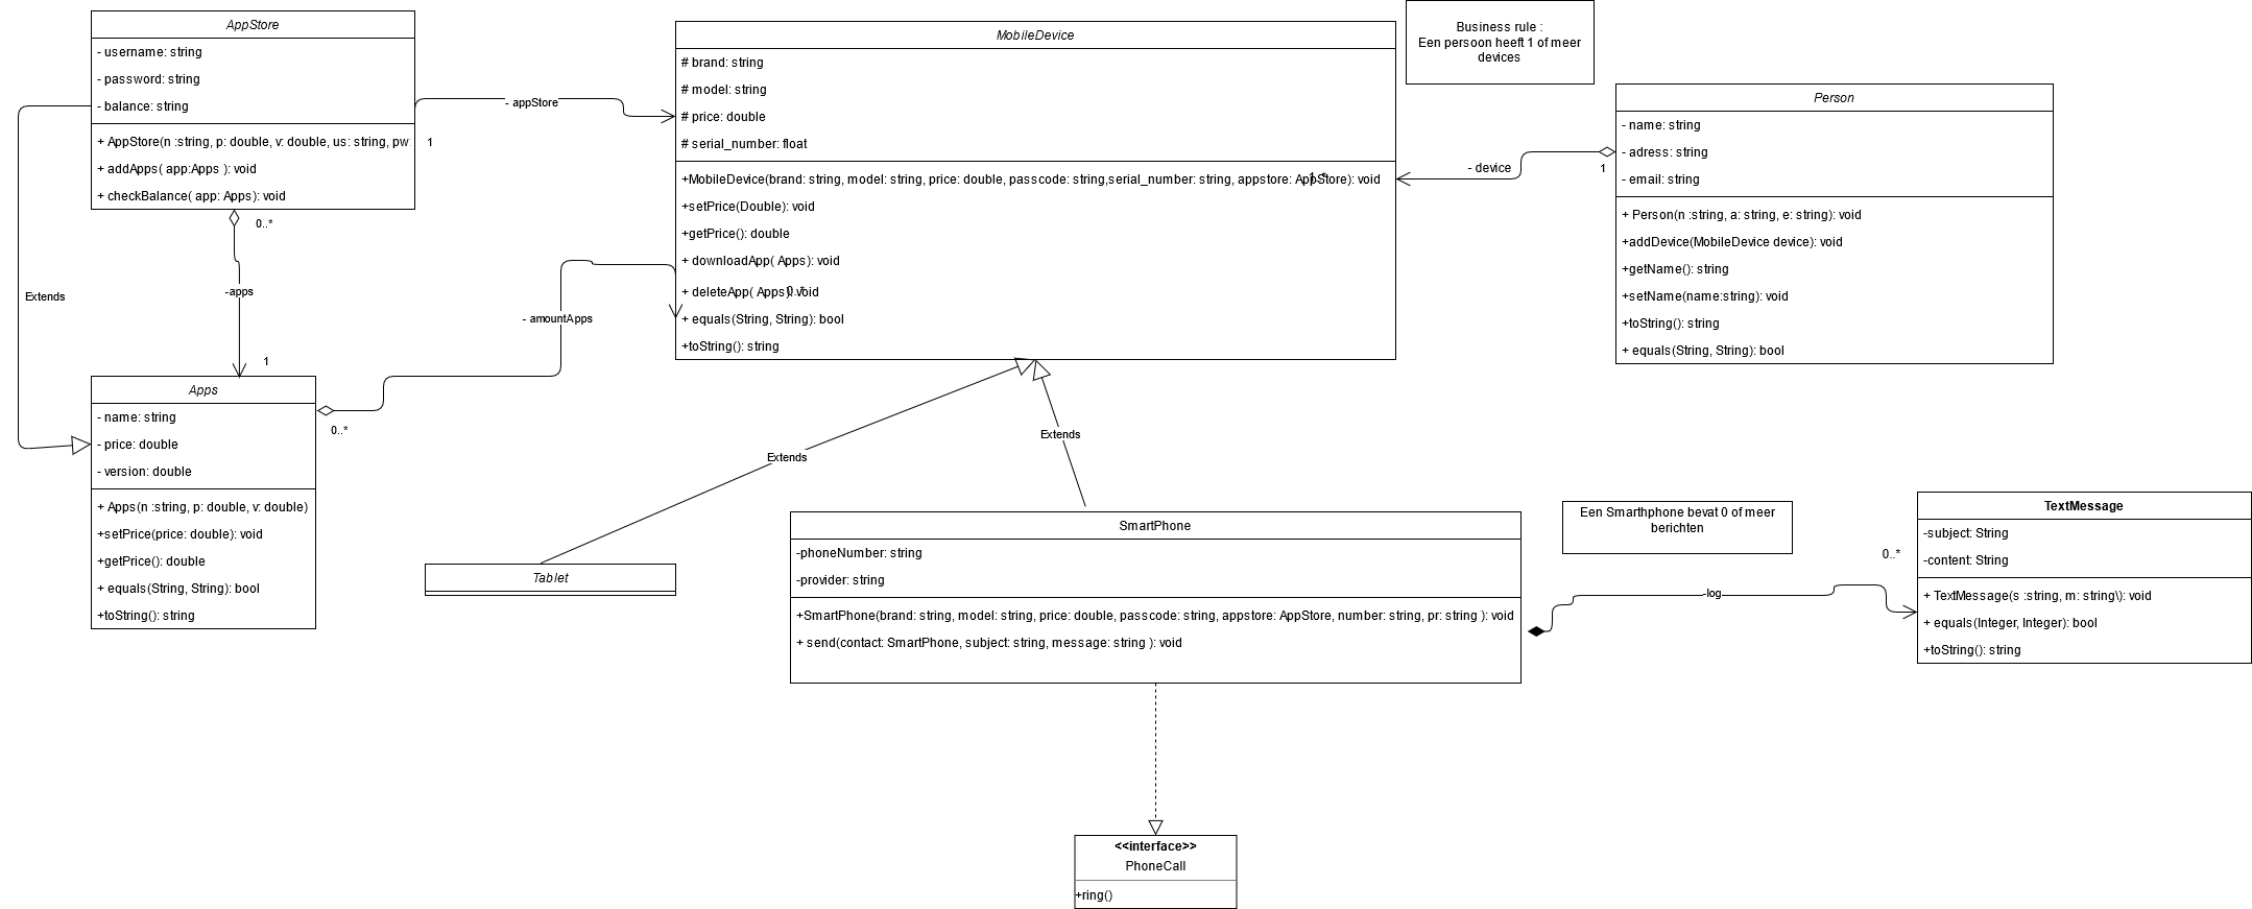 AppStore
- username: string
- password: string
- balance: string
+ AppStore(n :string, p: double, v: double, us: string, pw
+ addApps( app:Apps ): void
+ checkBalance( app: Apps): void
- appStore
1
0..*
-apps
1
Extends
Apps
- name: string
- price: double
- version: double
+ Apps(n :string, p: double, v: double)
+setPrice(price: double): void
+getPrice(): double
+ equals(String, String): bool
+toString(): string
0..*
- amountApps
MobileDevice
# brand: string
# model: string
# price: double
# serial_number: float
+MobileDevice(brand: string, model: string, price: double, passcode: string,serial_number: string, appstore: AppStore): void
1..*
+setPrice(Double): void
+getPrice(): double
+ downloadApp( Apps): void
+ deleteApp( Apps): void
0..*
+ equals(String, String): bool
+toString(): string
Business rule :
Een persoon heeft 1 of meer
devices
- device
1
Person
- name: string
- adress: string
- email: string
+ Person(n :string, a: string, e: string): void
+addDevice(MobileDevice device): void
+getName(): string
+setName(name:string): void
+toString(): string
+ equals(String, String): bool
Extends
Extends
Tablet
SmartPhone
-phoneNumber: string
-provider: string
+SmartPhone(brand: string, model: string, price: double, passcode: string, appstore: AppStore, number: string, pr: string ): void
+ send(contact: SmartPhone, subject: string, message: string ): void
Een Smarthphone bevat 0 of meer
berichten
0..*
-log
TextMessage
-subject: String
-content: String
+ TextMessage(s :string, m: string\): void
+ equals(Integer, Integer): bool
+toString(): string
<<interface>>
PhoneCall
+ring()